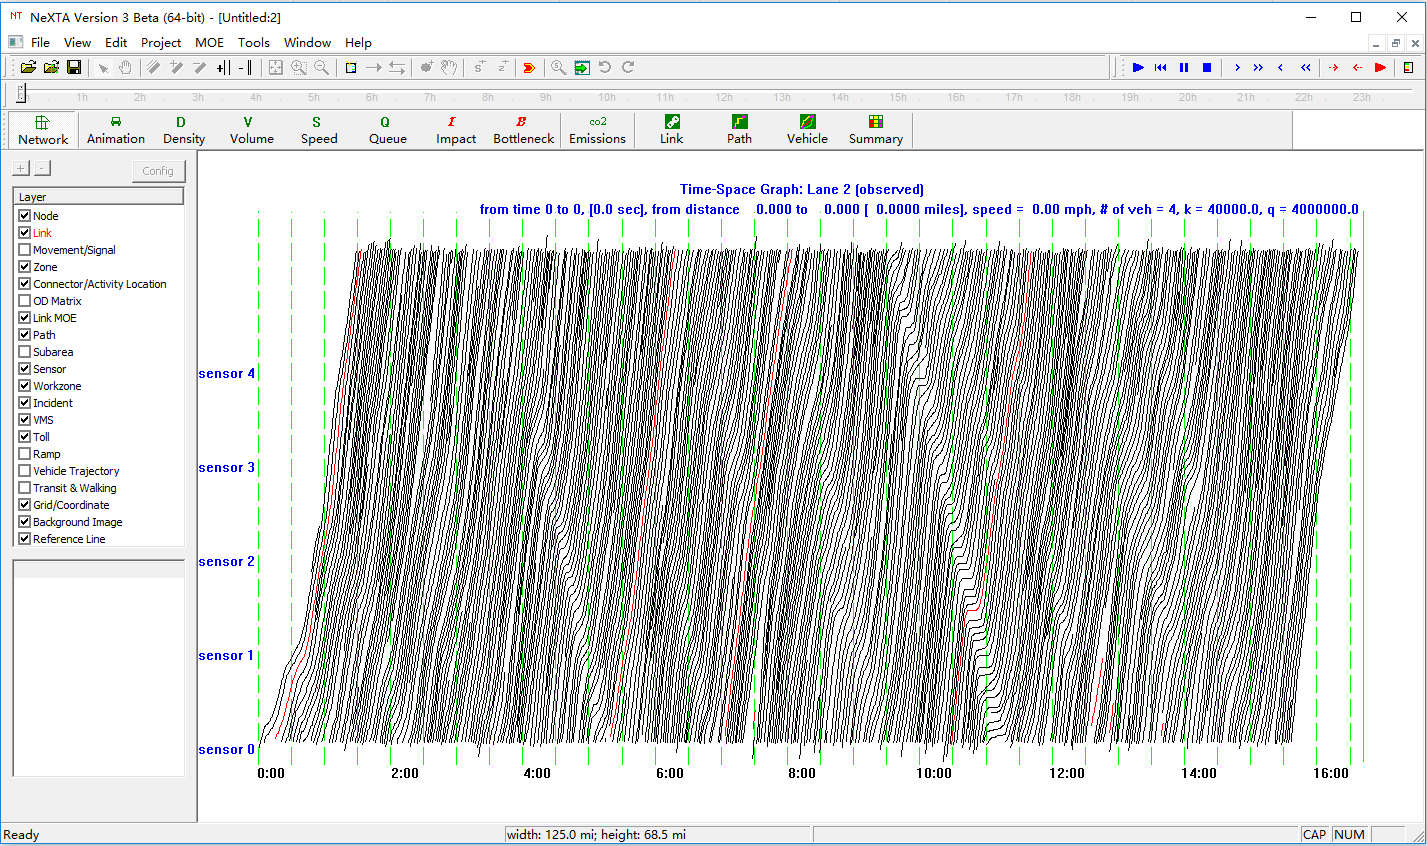 NT NeXTA Version 3 Beta (64-bit) - [Untitled:2]
File View Edit Project MOE Tools Window Help
1h 2h 3h 4h 5h 6h 7h 8h 9h 10h 11h 12h 13h 14h 15h 16h 17h 18h 19h 20h 21h 22h 23h
D V S Q I B co2
Network Animation Density Volume Speed Queue Impact Bottleneck Emissions Link Path Vehicle Summary
+ - Config
Layer
Node
Link
Movement/Signal
Zone
Connector/Activity Location
OD Matrix
Link MOE
Path
Subarea
Sensor
Workzone
Incident
VMS
Toll
Ramp
Vehicle Trajectory
Transit & Walking
Grid/Coordinate
Background Image
Reference Line
Time-Space Graph: Lane 2 (observed)
from time 0 to 0, [0.0 sec], from distance 0.000 to 0.000 [ 0.0000 miles], speed = 0.00 mph, # of veh = 4, k = 40000.0, q = 4000000.0
sensor 4
sensor 3
sensor 2
sensor 1
sensor 0
0:00 2:00 4:00 6:00 8:00 10:00 12:00 14:00 16:00
Ready width: 125.0 mi; height: 68.5 mi CAP NUM